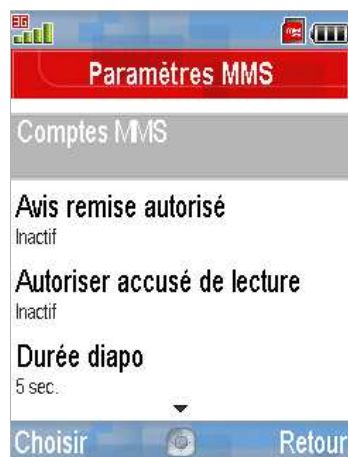 3G
Paramètres MMS
Comptes MMS
Avis remise autorisé
Inactif
Autoriser accusé de lecture
Inactif
Durée diapo
5 sec.
Choisir
Retour